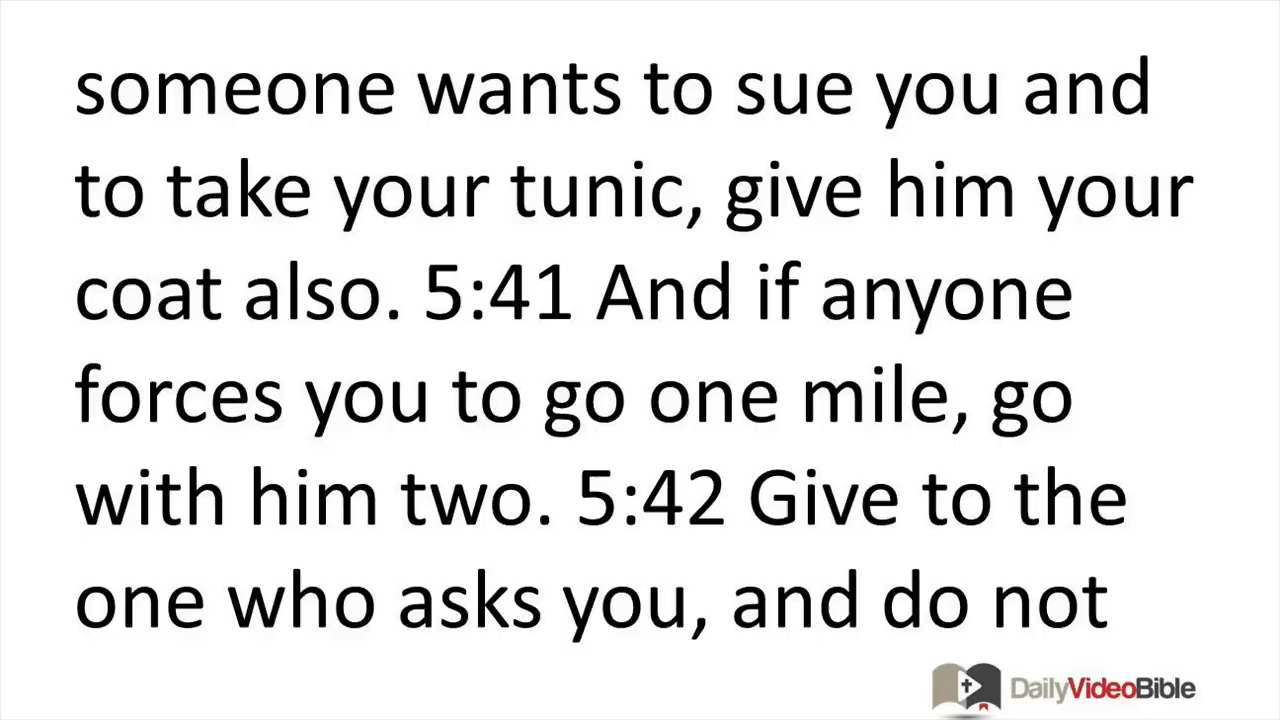 someone wants to sue you and
to take your tunic, give him your
coat also. 5:41 And if anyone
forces you to go one mile, go
with him two. 5:42 Give to the
one who asks you, and do not
DailyVideoBible